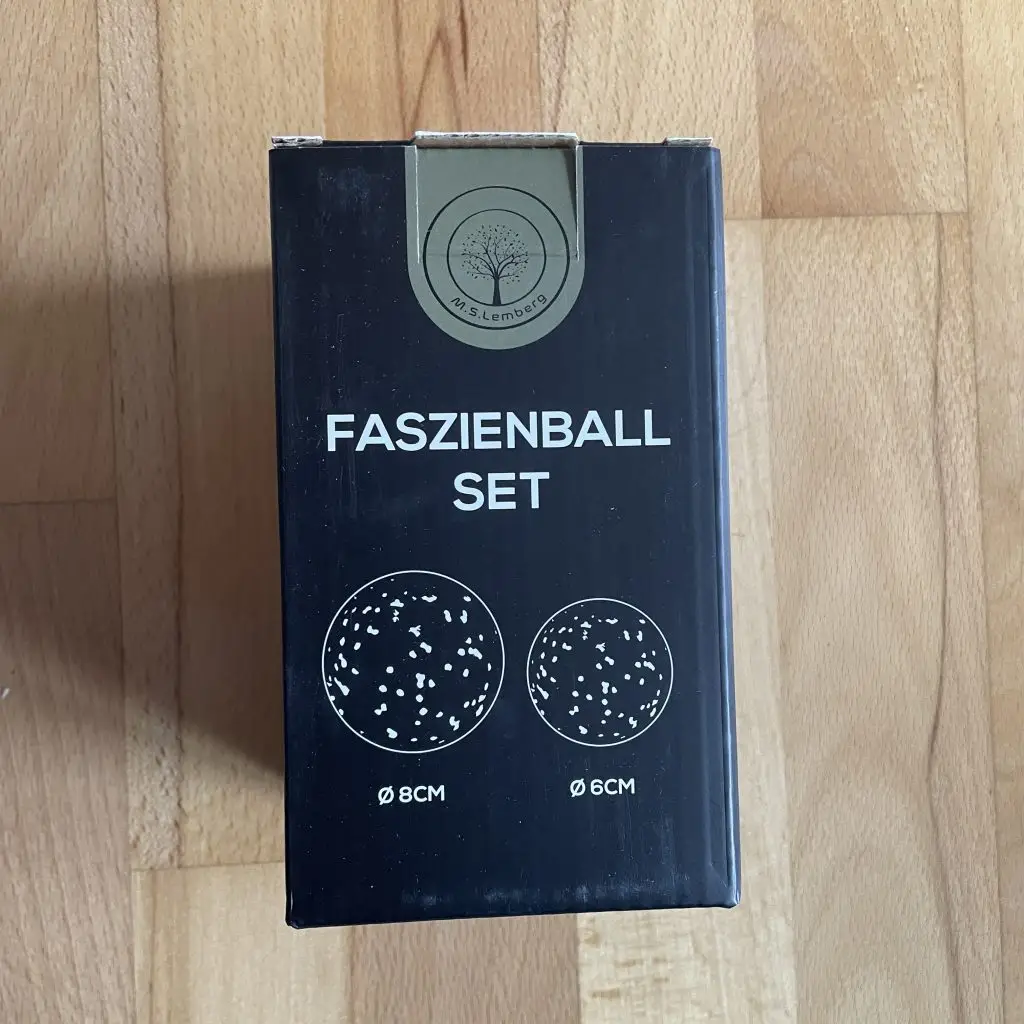 M.S.Lemberg
FASZIENBALL
SET
Ø 8CM
Ø 6CM